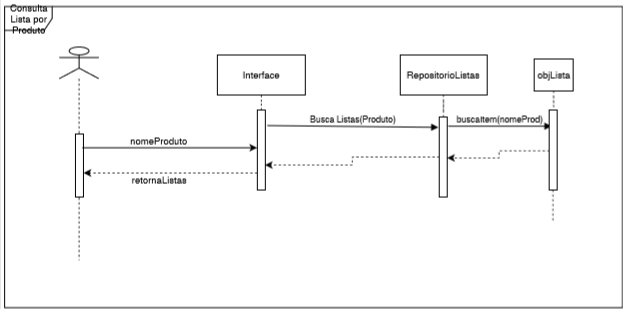 Consulta
Lista por
Produto
Interface
RepositorioListas
objLista
Busca Listas(Produto)
buscaItem(nomeProd)
nomeProduto
retornaListas